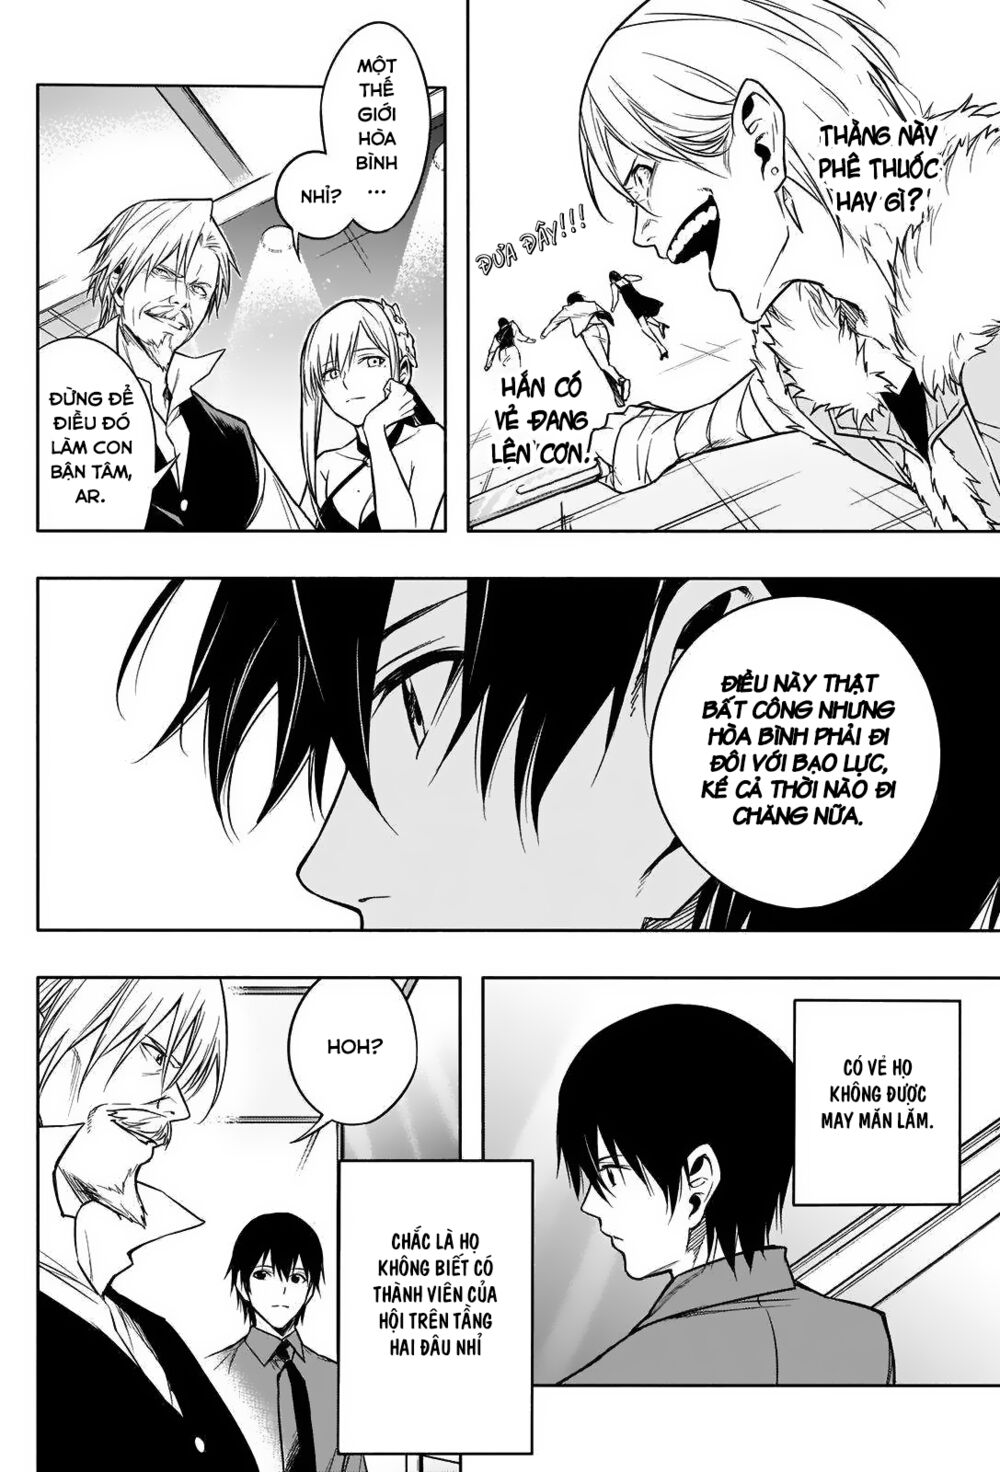 THẰNG NÀY
PHÊ THUỐC
HAY GÌ?
ĐƯA ĐÂY!!!
HẮN CÓ
VẺ ĐANG
LÊN CƠN.
MỘT
THẾ
GIỚI
HÒA
BÌNH
...
NHỈ?
ĐỪNG ĐỂ
ĐIỀU ĐÓ
LÀM CON
BẬN TÂM,
AR.
ĐIỀU NÀY THẬT
BẤT CÔNG NHƯNG
HÒA BÌNH PHẢI ĐI
ĐÔI VỚI BẠO LỰC,
KỂ CẢ THỜI NÀO ĐI
CHĂNG NỮA.
CÓ VẺ HỌ
KHÔNG ĐƯỢC
MAY MẮN LẮM.
HOH?
CHẮC LÀ HỌ
KHÔNG BIẾT CÓ
THÀNH VIÊN CỦA
HỘI TRÊN TẦNG
HAI ĐÂU NHỈ